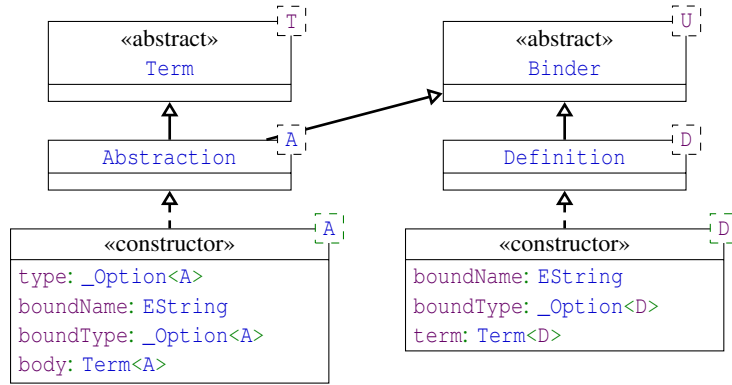 T
«abstract»
Term
U
«abstract»
Binder
A
Abstraction
D
Definition
A
«constructor»
type: _Option<A>
boundName: EString
boundType: _Option<A>
body: Term<A>
D
«constructor»
boundName: EString
boundType: _Option<D>
term: Term<D>